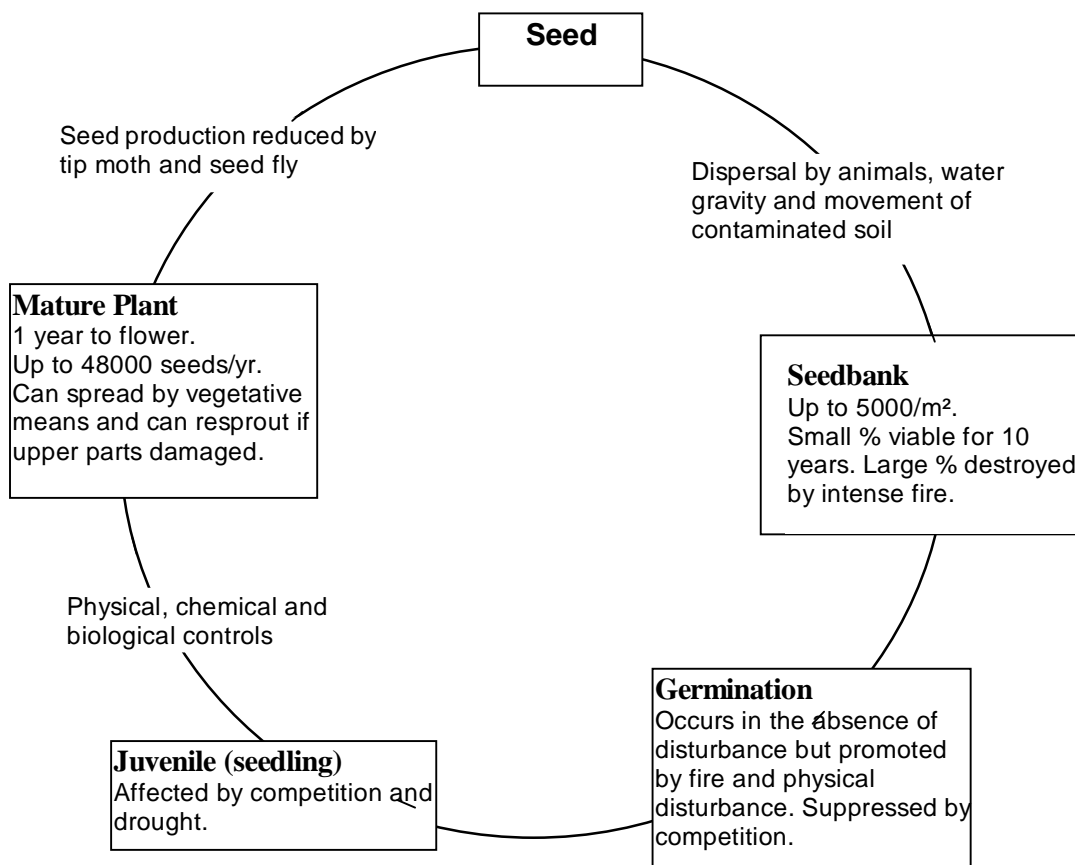 Seed
Seed production reduced by
tip moth and seed fly
Dispersal by animals, water
gravity and movement of
contaminated soil
Mature Plant
1 year to flower.
Up to 48000 seeds/yr.
Can spread by vegetative
means and can resprout if
upper parts damaged.
Seedbank
Up to 5000/m².
Small % viable for 10
years. Large % destroyed
by intense fire.
Physical, chemical and
biological controls
Germination
Occurs in the absence of
disturbance but promoted
by fire and physical
disturbance. Suppressed by
competition.
Juvenile (seedling)
Affected by competition and
drought.